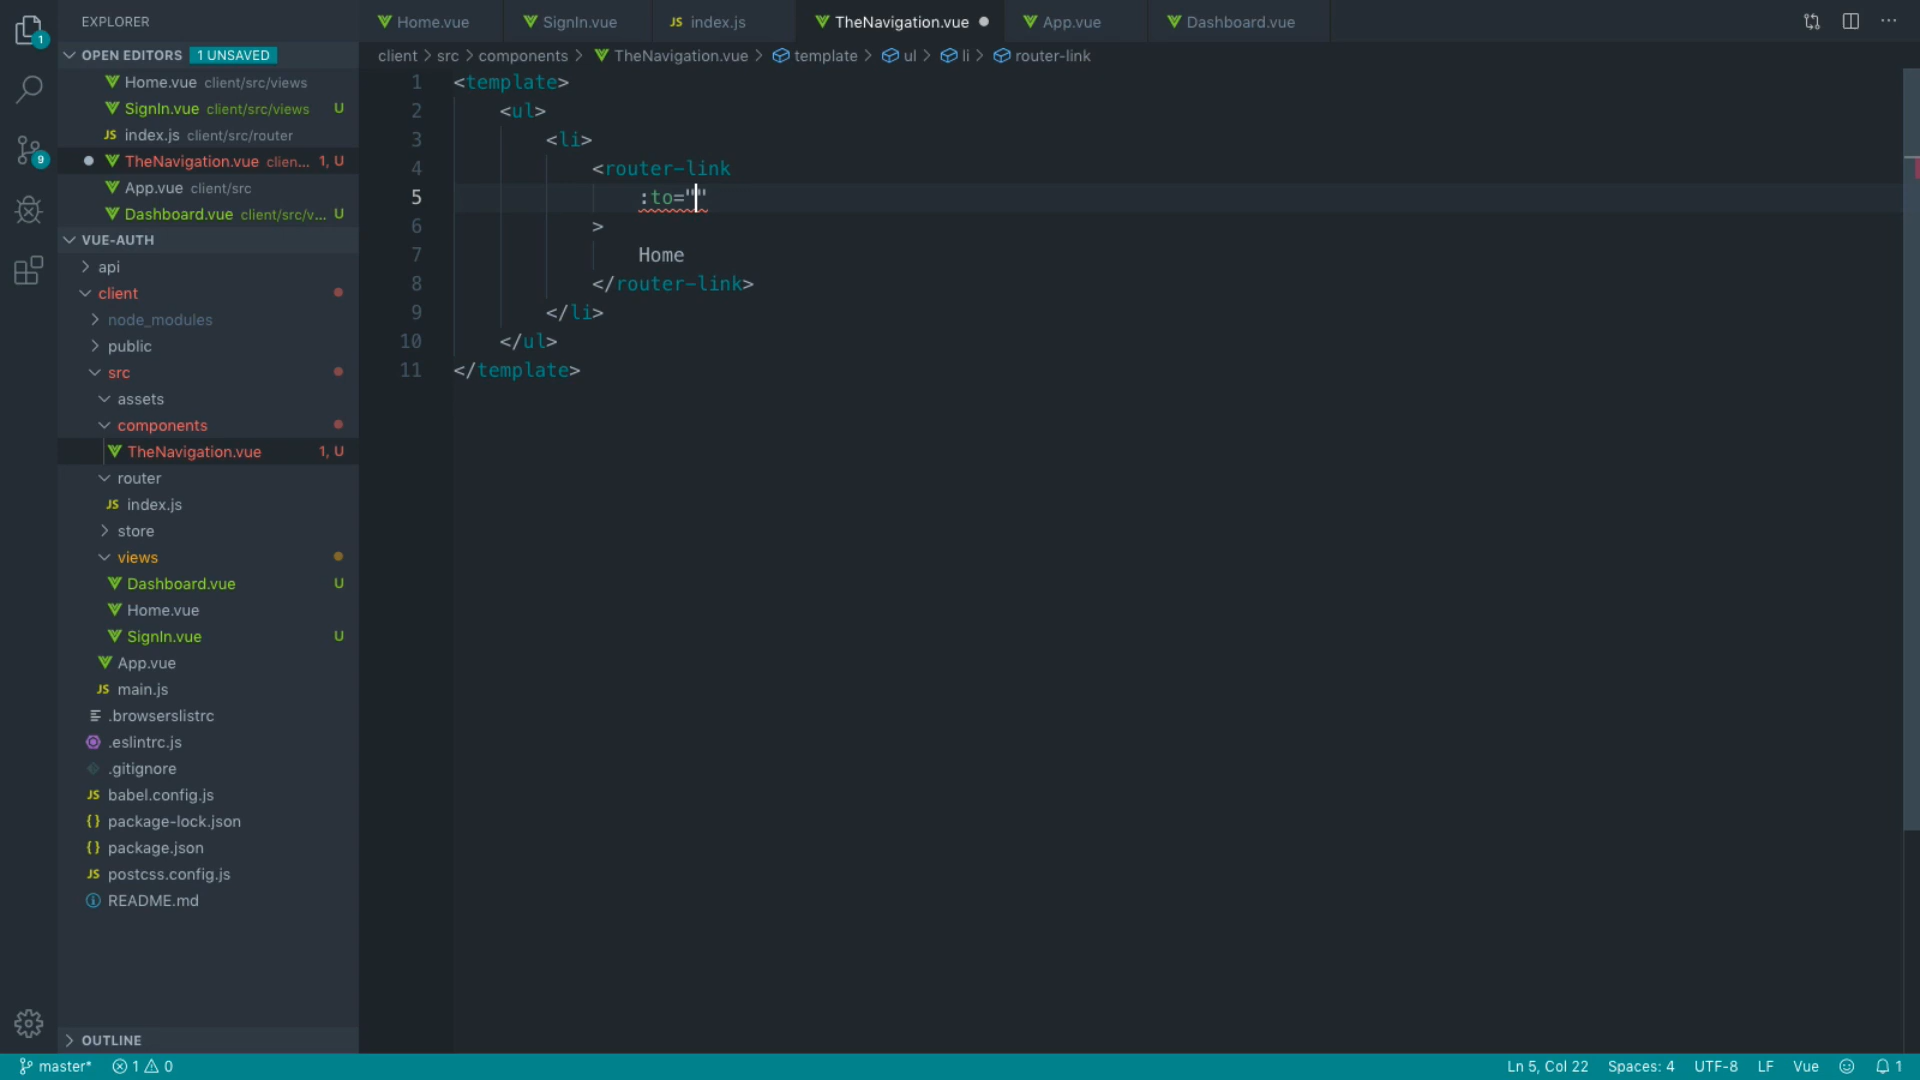 EXPLORER
OPEN EDITORS 1 UNSAVED
Home.vue client/src/views
SignIn.vue client/src/views U
index.js client/src/router
TheNavigation.vue clien... 1, U
App.vue client/src
Dashboard.vue client/src/v... U
VUE-AUTH
api
client
node_modules
public
src
assets
components
TheNavigation.vue 1, U
router
JS index.js
store
views
Dashboard.vue U
Home.vue
SignIn.vue U
App.vue
JS main.js
.browserslistrc
.eslintrc.js
.gitignore
JS babel.config.js
{} package-lock.json
{} package.json
JS postcss.config.js
README.md
OUTLINE
1
9
Home.vue SignIn.vue JS index.js TheNavigation.vue App.vue Dashboard.vue
client > src > components > TheNavigation.vue > template > ul > li > router-link
1 <template>
2 <ul>
3 <li>
4 <router-link
5 :to=""
6 >
7 Home
8 </router-link>
9 </li>
10 </ul>
11 </template>
master* 1 0 Ln 5, Col 22 Spaces: 4 UTF-8 LF Vue 1